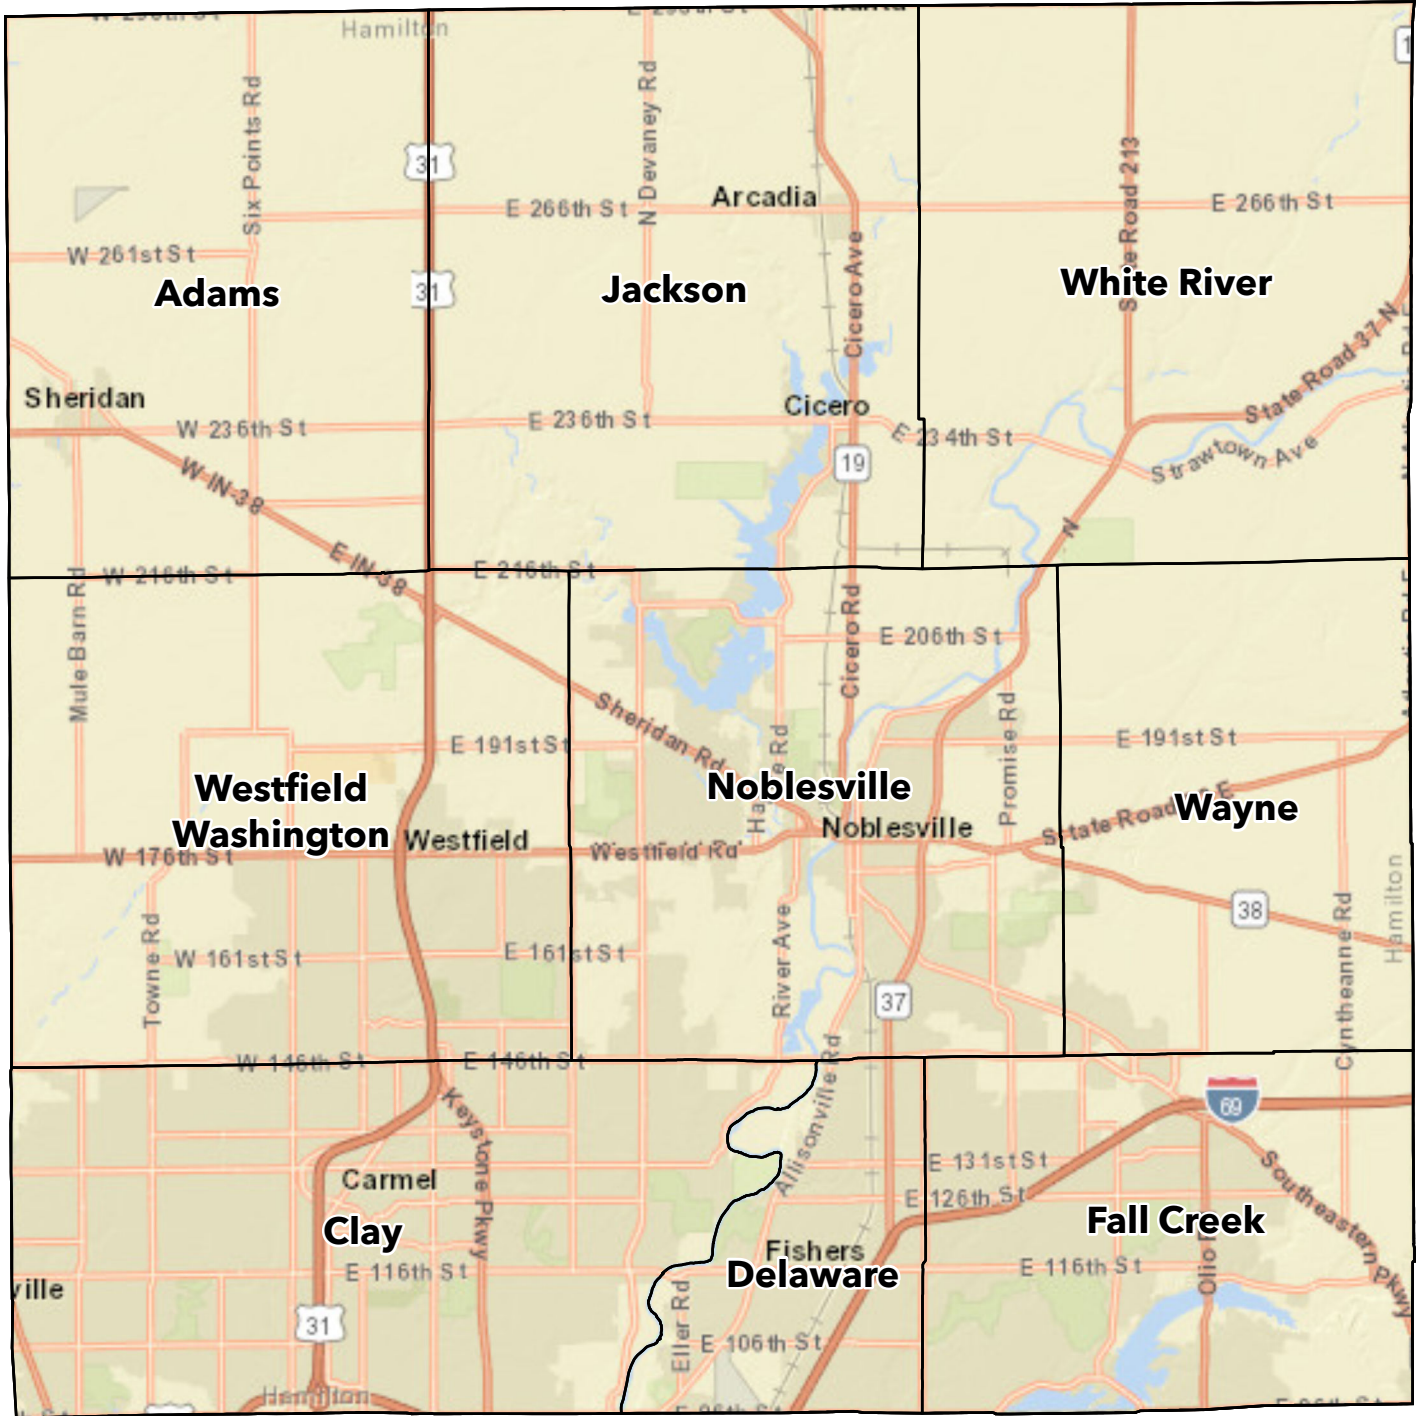 Hamilton
Six Points Rd
N Devaney Rd
State Road 213
31
Arcadia
E 266th St
E 266th St
W 261st St
Cicero Ave
Adams
31
Jackson
White River
State Road 37 N
Sheridan
Cicero
W 236th St
E 236th St
E 234th St
Strawtown Ave
W IN-38
19
N
E IN-38
W 216th St
E 216th St
Mule Barn Rd
Cicero Rd
E 206th St
Sheridan Rd
Promise Rd
E 191st St
E 191st St
Westfield
Washington
Noblesville
Wayne
State Road
E
Westfield
Noblesville
W 176th St
Westfield Rd
38
Hamilton
Towne Rd
River Ave
Cyntheanne Rd
W 161st St
E 161st St
37
W 146th St
E 146th St
Allisonville Rd
Keystone Pkwy
69
E 131st St
Southeastern Pkwy
Carmel
E 126th St
Clay
Fall Creek
Fishers
Delaware
E 116th St
E 116th St
Olio
ville
31
Eller Rd
E 106th St
Hamilton